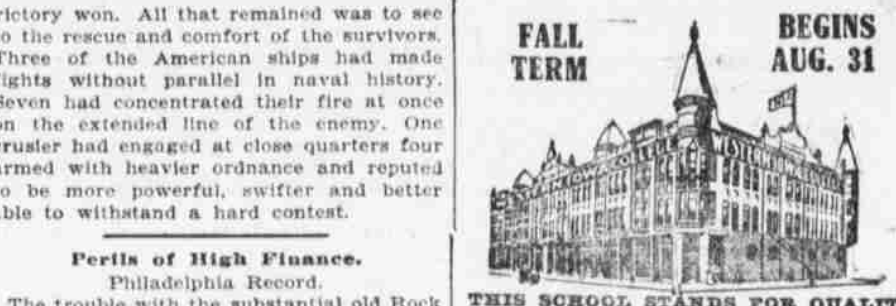 victory won. All that remained was to see
to the rescue and comfort of the survivors.
Three of the American ships had made
fights without parallel in naval history.
Seven had concentrated their fire at once
on the extended line of the enemy. One
crusier had engaged at close quarters four
armed with heavier ordnance and reputed
to be more powerful, swifter and better
able to withstand a hard contest.
Perils of High Finance.
Philadelphia Record.
The trouble with the substantial old Rock
FALL
TERM
BEGINS
AUG. 31
THIS SCHOOL STANDS FOR QUALIT